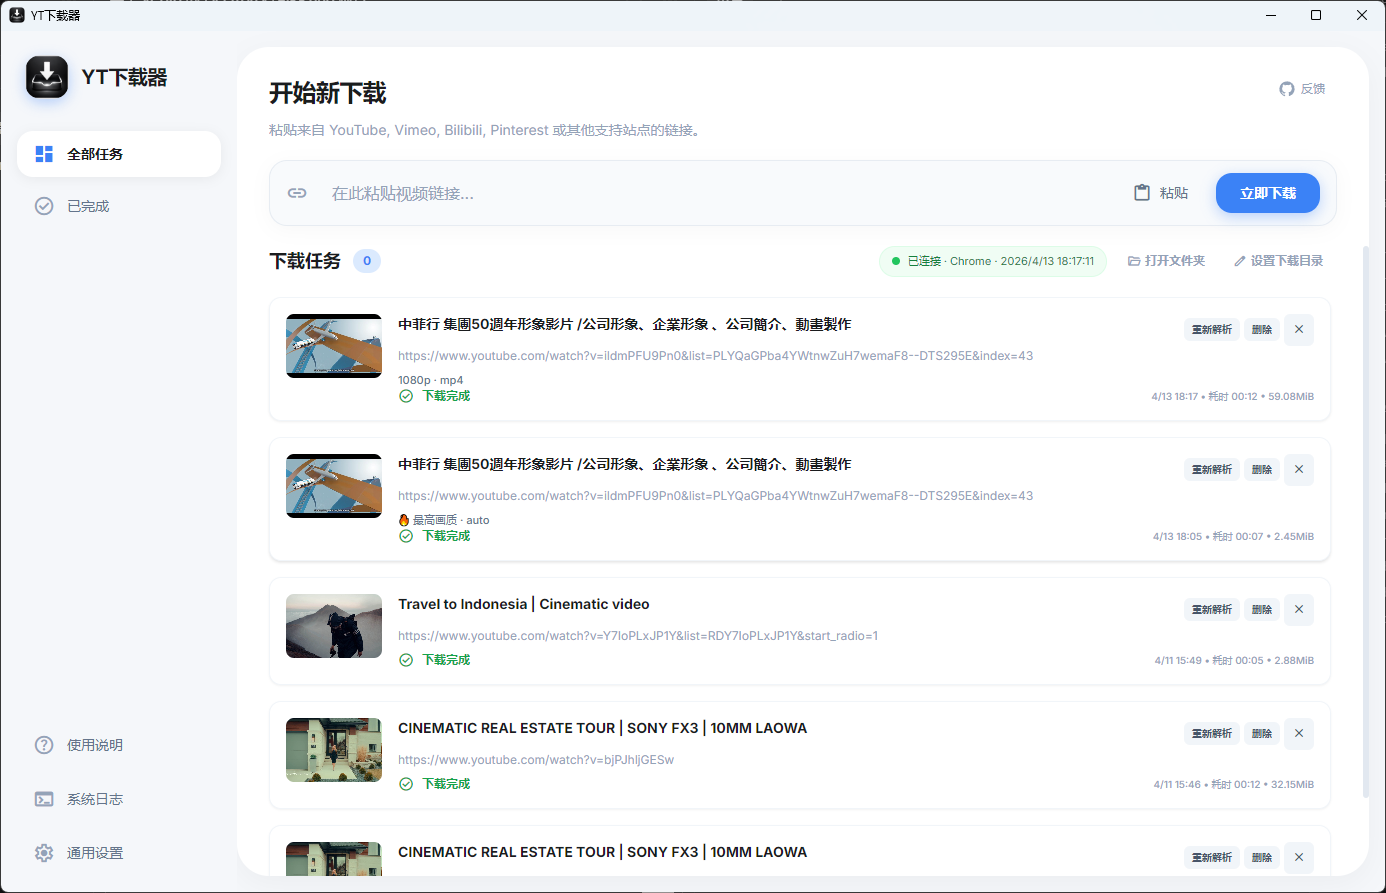 YT下载器
YT下载器
全部任务
已完成
使用说明
系统日志
通用设置
开始新下载
反馈
粘贴来自 YouTube, Vimeo, Bilibili, Pinterest 或其他支持站点的链接。
在此粘贴视频链接...
粘贴
立即下载
下载任务 0
已连接 · Chrome · 2026/4/13 18:17:11
打开文件夹
设置下载目录
中菲行 集團50週年形象影片 /公司形象、企業形象 、公司簡介、動畫製作
重新解析 删除
https://www.youtube.com/watch?v=ildmPFU9Pn0&list=PLYQaGPba4YWtnwZuH7wemaF8--DTS295E&index=43
1080p · mp4
下载完成
4/13 18:17 • 耗时 00:12 • 59.08MiB
中菲行 集團50週年形象影片 /公司形象、企業形象 、公司簡介、動畫製作
重新解析 删除
https://www.youtube.com/watch?v=ildmPFU9Pn0&list=PLYQaGPba4YWtnwZuH7wemaF8--DTS295E&index=43
🔥 最高画质 · auto
下载完成
4/13 18:05 • 耗时 00:07 • 2.45MiB
Travel to Indonesia | Cinematic video
重新解析 删除
https://www.youtube.com/watch?v=Y7IoPLxJP1Y&list=RDY7IoPLxJP1Y&start_radio=1
下载完成
4/11 15:49 • 耗时 00:05 • 2.88MiB
CINEMATIC REAL ESTATE TOUR | SONY FX3 | 10MM LAOWA
重新解析 删除
https://www.youtube.com/watch?v=bjPJhIjGESw
下载完成
4/11 15:46 • 耗时 00:12 • 32.15MiB
CINEMATIC REAL ESTATE TOUR | SONY FX3 | 10MM LAOWA
重新解析 删除